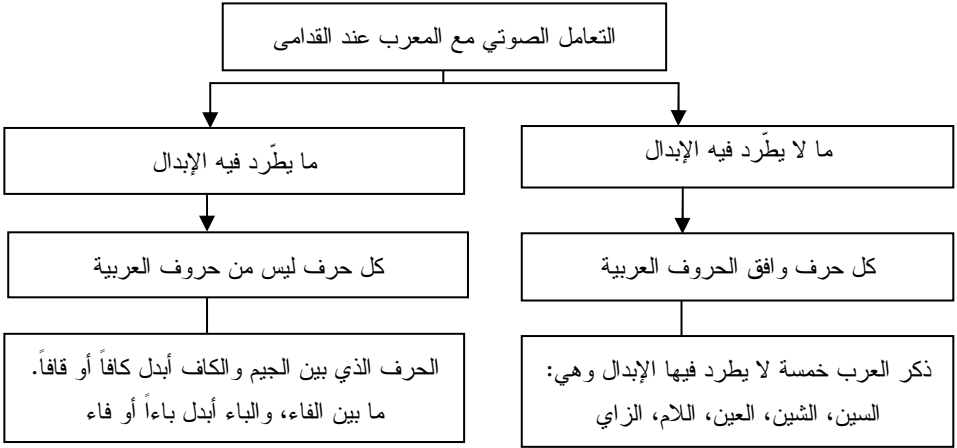 التعامل الصوتي مع المعرب عند القدامى
ما لا يطّرد فيه الإبدال
ما يطّرد فيه الإبدال
كل حرف وافق الحروف العربية
كل حرف ليس من حروف العربية
ذكر العرب خمسة لا يطرد فيها الإبدال وهي:
السين، الشين، العين، اللام، الزاي
الحرف الذي بين الجيم والكاف أبدل كافاً أو قافاً.
ما بين الفاء، والباء أبدل باءاً أو فاء